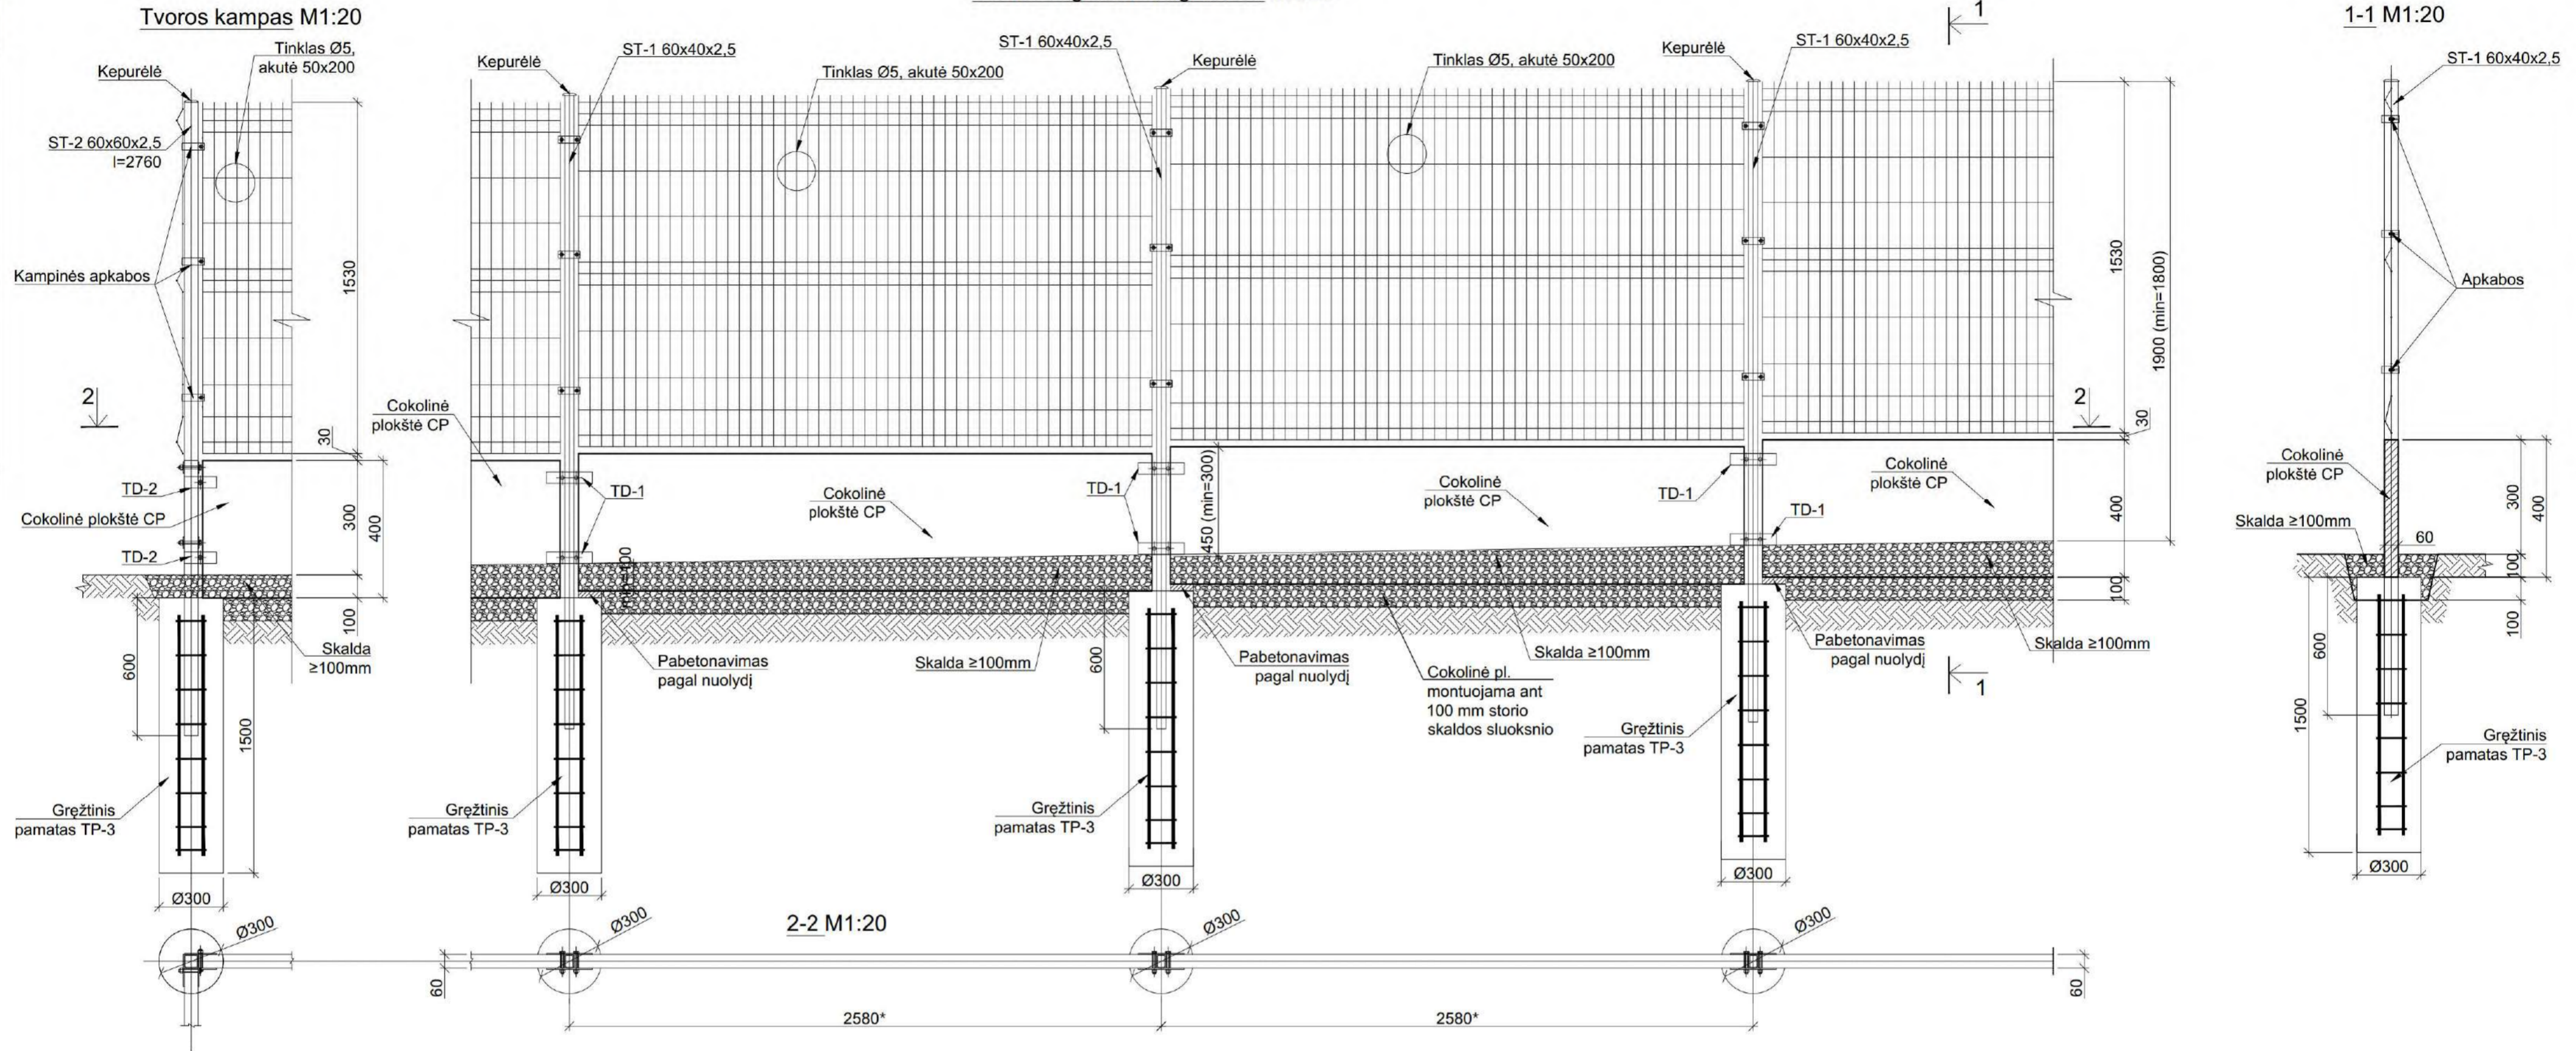 Tvoros kampas M1:20
1
1-1 M1:20
Tinklas Ø5,
akutė 50x200
Kepurėlė
ST-2 60x60x2,5
l=2760
Kampinės apkabos
1530
2
30
TD-2
Cokolinė plokštė CP
TD-2
300
400
100
600
Skalda
≥100mm
1500
Gręžtinis
pamatas TP-3
Ø300
Kepurėlė
ST-1 60x40x2,5
Tinklas Ø5, akutė 50x200
ST-1 60x40x2,5
Kepurėlė
Tinklas Ø5, akutė 50x200
Kepurėlė
ST-1 60x40x2,5
1530
1900 (min=1800)
2
30
Cokolinė
plokštė CP
TD-1
Cokolinė
plokštė CP
TD-1
450 (min=300)
Cokolinė
plokštė CP
TD-1
Cokolinė
plokštė CP
TD-1
400
100
min=100
Pabetonavimas
pagal nuolydį
Skalda ≥100mm
600
Pabetonavimas
pagal nuolydį
Skalda ≥100mm
Cokolinė pl.
montuojama ant
100 mm storio
skaldos sluoksnio
Pabetonavimas
pagal nuolydį
Skalda ≥100mm
1
Gręžtinis
pamatas TP-3
Gręžtinis
pamatas TP-3
Gręžtinis
pamatas TP-3
Ø300
Ø300
Ø300
ST-1 60x40x2,5
Apkabos
Cokolinė
plokštė CP
Skalda ≥100mm
60
300
400
100
100
600
1500
Gręžtinis
pamatas TP-3
Ø300
2-2 M1:20
Ø300
Ø300
Ø300
Ø300
60
60
2580*
2580*